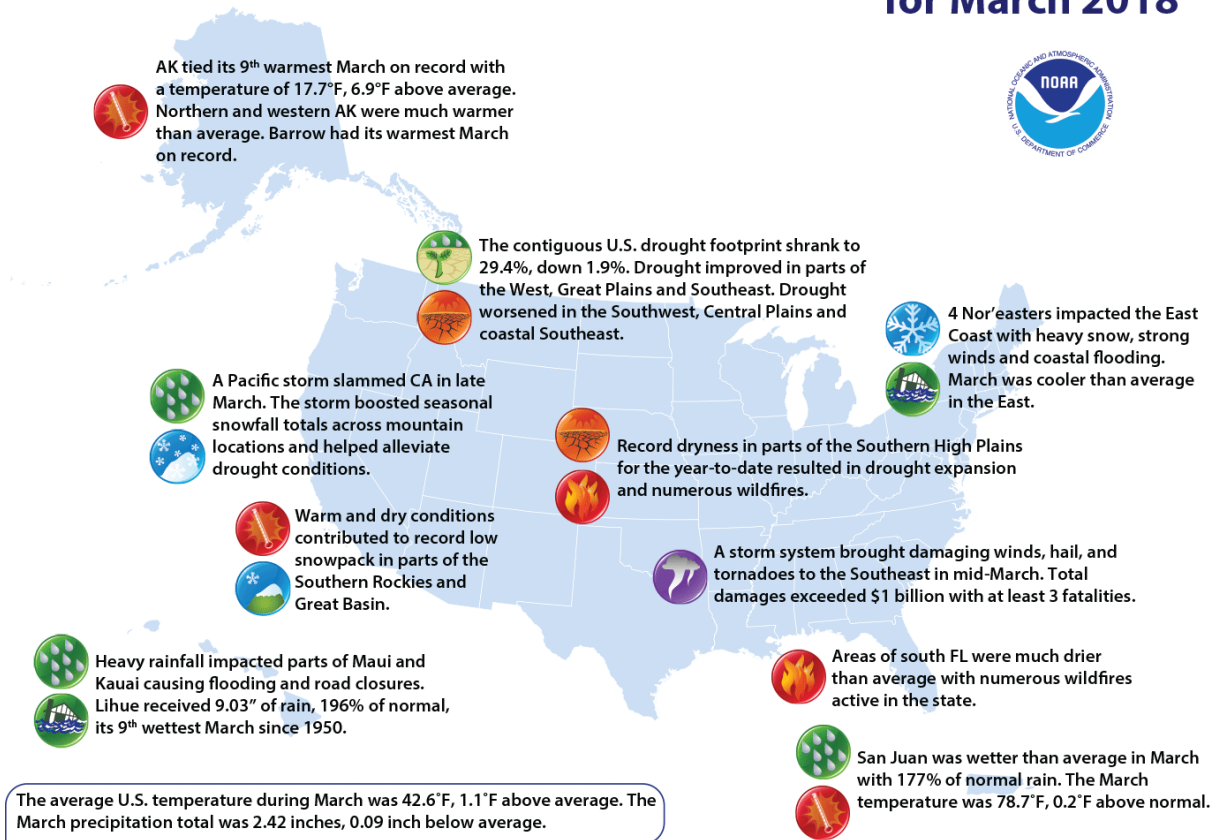 for March 2018
NATIONAL OCEANIC AND ATMOSPHERIC ADMINISTRATION
NOAA
U.S. DEPARTMENT OF COMMERCE
AK tied its 9th warmest March on record with
a temperature of 17.7°F, 6.9°F above average.
Northern and western AK were much warmer
than average. Barrow had its warmest March
on record.
The contiguous U.S. drought footprint shrank to
29.4%, down 1.9%. Drought improved in parts of
the West, Great Plains and Southeast. Drought
worsened in the Southwest, Central Plains and
coastal Southeast.
4 Nor’easters impacted the East
Coast with heavy snow, strong
winds and coastal flooding.
March was cooler than average
in the East.
A Pacific storm slammed CA in late
March. The storm boosted seasonal
snowfall totals across mountain
locations and helped alleviate
drought conditions.
Record dryness in parts of the Southern High Plains
for the year-to-date resulted in drought expansion
and numerous wildfires.
Warm and dry conditions
contributed to record low
snowpack in parts of the
Southern Rockies and
Great Basin.
A storm system brought damaging winds, hail, and
tornadoes to the Southeast in mid-March. Total
damages exceeded $1 billion with at least 3 fatalities.
Heavy rainfall impacted parts of Maui and
Kauai causing flooding and road closures.
Lihue received 9.03” of rain, 196% of normal,
its 9th wettest March since 1950.
Areas of south FL were much drier
than average with numerous wildfires
active in the state.
San Juan was wetter than average in March
with 177% of normal rain. The March
temperature was 78.7˚F, 0.2˚F above normal.
The average U.S. temperature during March was 42.6˚F, 1.1˚F above average. The
March precipitation total was 2.42 inches, 0.09 inch below average.